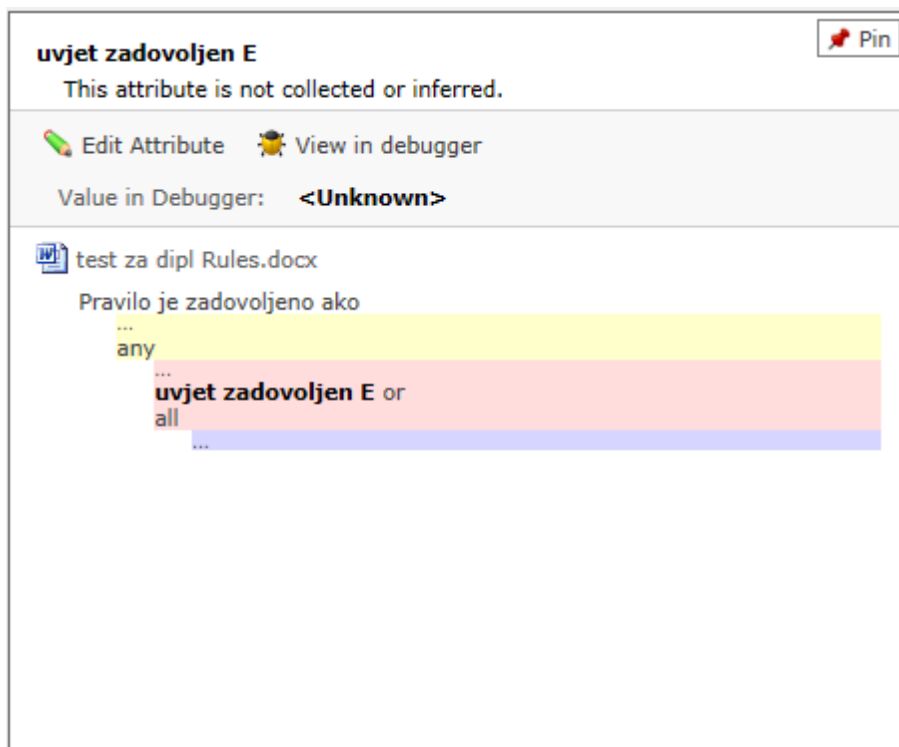 Pin
uvjet zadovoljen E
This attribute is not collected or inferred.
Edit Attribute View in debugger
Value in Debugger: <Unknown>
test za dipl Rules.docx
Pravilo je zadovoljeno ako
...
any
...
uvjet zadovoljen E or
all
...